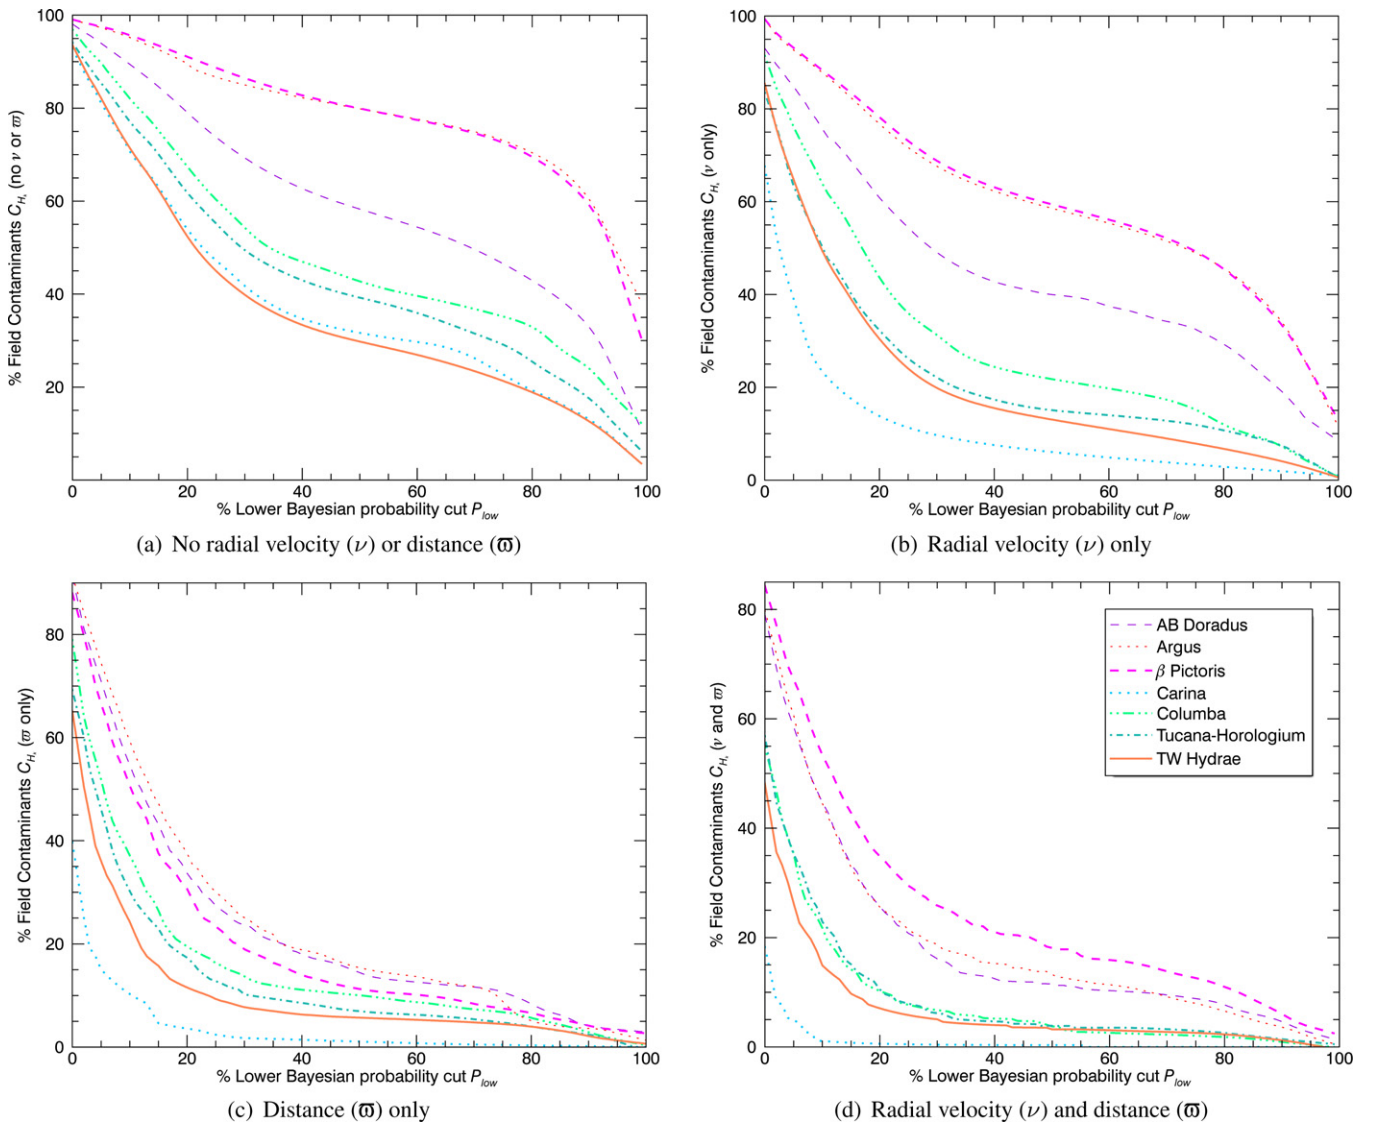 % Field Contaminants C_H, (no ν or ϖ)
100
80
60
40
20
0
0 20 40 60 80 100
% Lower Bayesian probability cut P_low
(a) No radial velocity (ν) or distance (ϖ)
% Field Contaminants C_H, (ν only)
100
80
60
40
20
0
0 20 40 60 80 100
% Lower Bayesian probability cut P_low
(b) Radial velocity (ν) only
% Field Contaminants C_H, (ϖ only)
80
60
40
20
0
0 20 40 60 80 100
% Lower Bayesian probability cut P_low
(c) Distance (ϖ) only
% Field Contaminants C_H, (ν and ϖ)
80
60
40
20
0
0 20 40 60 80 100
AB Doradus
Argus
β Pictoris
Carina
Columba
Tucana-Horologium
TW Hydrae
% Lower Bayesian probability cut P_low
(d) Radial velocity (ν) and distance (ϖ)